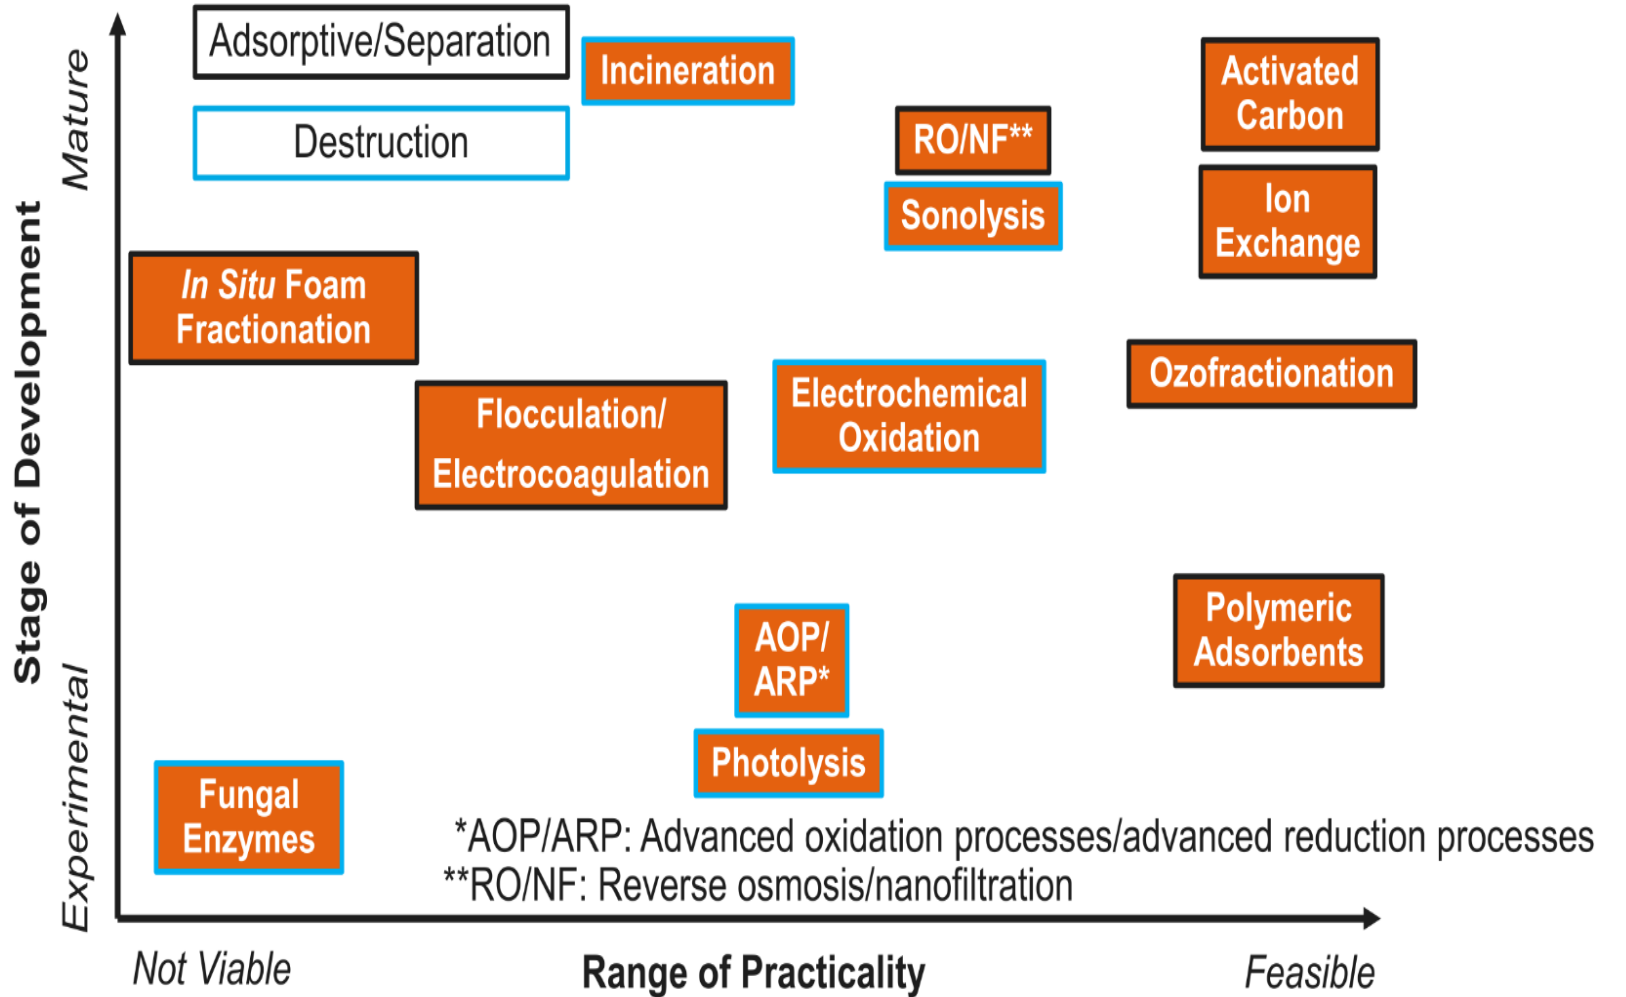 Adsorptive/Separation
Destruction
Incineration
Activated
Carbon
RO/NF**
Sonolysis
Ion
Exchange
In Situ Foam
Fractionation
Ozofractionation
Electrochemical
Oxidation
Flocculation/
Electrocoagulation
Polymeric
Adsorbents
AOP/
ARP*
Photolysis
Fungal
Enzymes
*AOP/ARP: Advanced oxidation processes/advanced reduction processes
**RO/NF: Reverse osmosis/nanofiltration
Mature
Stage of Development
Experimental
Not Viable
Range of Practicality
Feasible